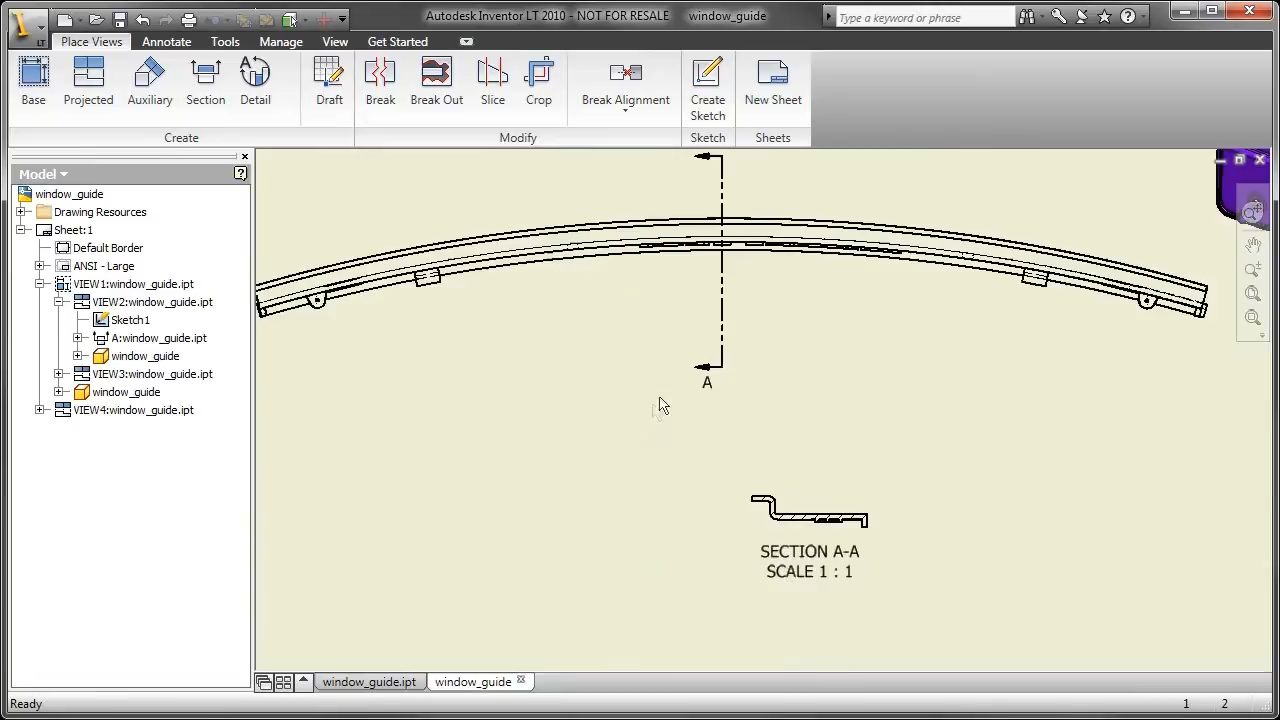 Autodesk Inventor LT 2010 - NOT FOR RESALE window_guide
Type a keyword or phrase
LT
Place Views Annotate Tools Manage View Get Started
Base Projected Auxiliary Section Detail Draft Break Break Out Slice Crop Break Alignment Create Sketch New Sheet
Create Modify Sketch Sheets
Model
window_guide
Drawing Resources
Sheet:1
Default Border
ANSI - Large
VIEW1:window_guide.ipt
VIEW2:window_guide.ipt
Sketch1
A:window_guide.ipt
window_guide
VIEW3:window_guide.ipt
window_guide
VIEW4:window_guide.ipt
A
SECTION A-A
SCALE 1 : 1
window_guide.ipt window_guide
Ready 1 2